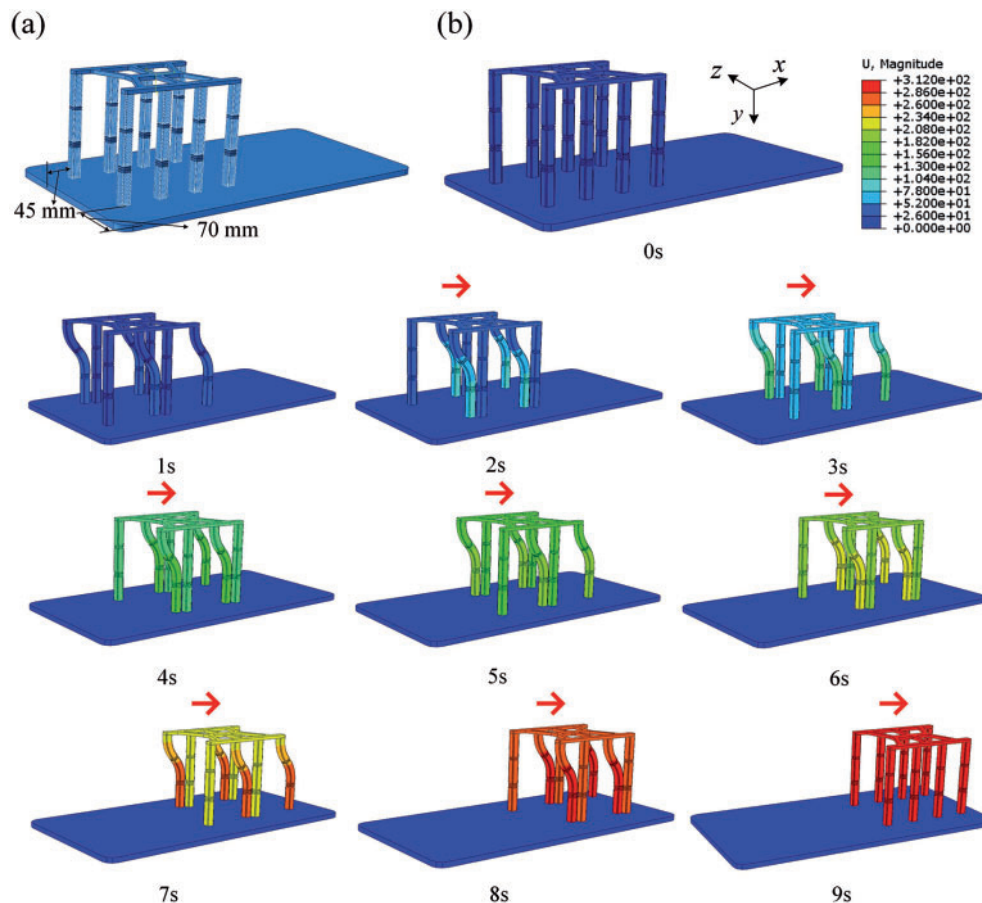 (a)
(b)
z
x
y
U, Magnitude
+3.120e+02
+2.860e+02
+2.600e+02
+2.340e+02
+2.080e+02
+1.820e+02
+1.560e+02
+1.300e+02
+1.040e+02
+7.800e+01
+5.200e+01
+2.600e+01
+0.000e+00
45 mm
70 mm
0s
1s
2s
3s
4s
5s
6s
7s
8s
9s